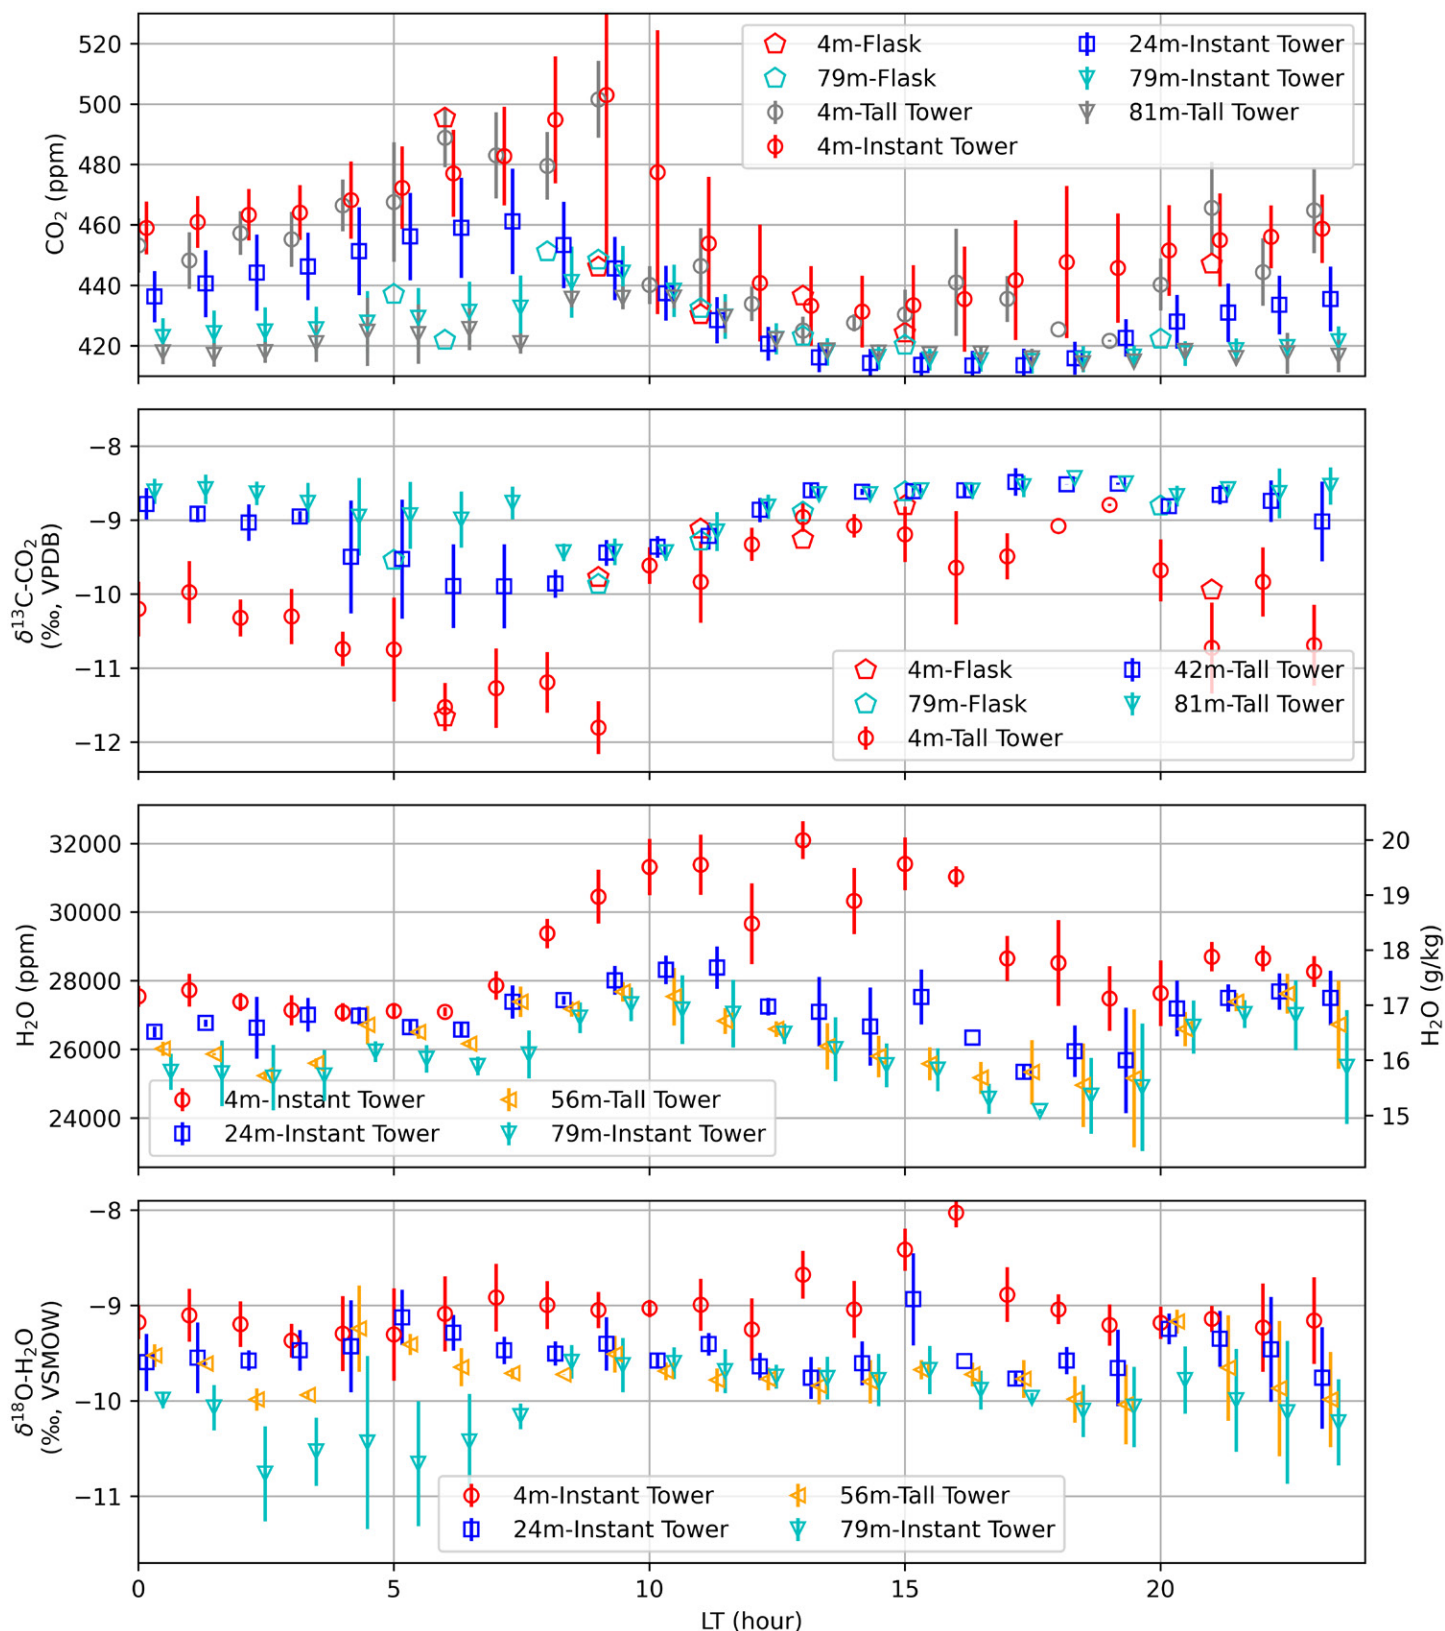 520
500
480
460
440
420
CO₂ (ppm)
4m-Flask
79m-Flask
4m-Tall Tower
4m-Instant Tower
24m-Instant Tower
79m-Instant Tower
81m-Tall Tower
−8
−9
−10
−11
−12
δ¹³C-CO₂
(‰, VPDB)
4m-Flask
79m-Flask
4m-Tall Tower
42m-Tall Tower
81m-Tall Tower
32000
30000
28000
26000
24000
H₂O (ppm)
20
19
18
17
16
15
H₂O (g/kg)
4m-Instant Tower
24m-Instant Tower
56m-Tall Tower
79m-Instant Tower
−8
−9
−10
−11
δ¹⁸O-H₂O
(‰, VSMOW)
4m-Instant Tower
24m-Instant Tower
56m-Tall Tower
79m-Instant Tower
0 5 10 15 20
LT (hour)